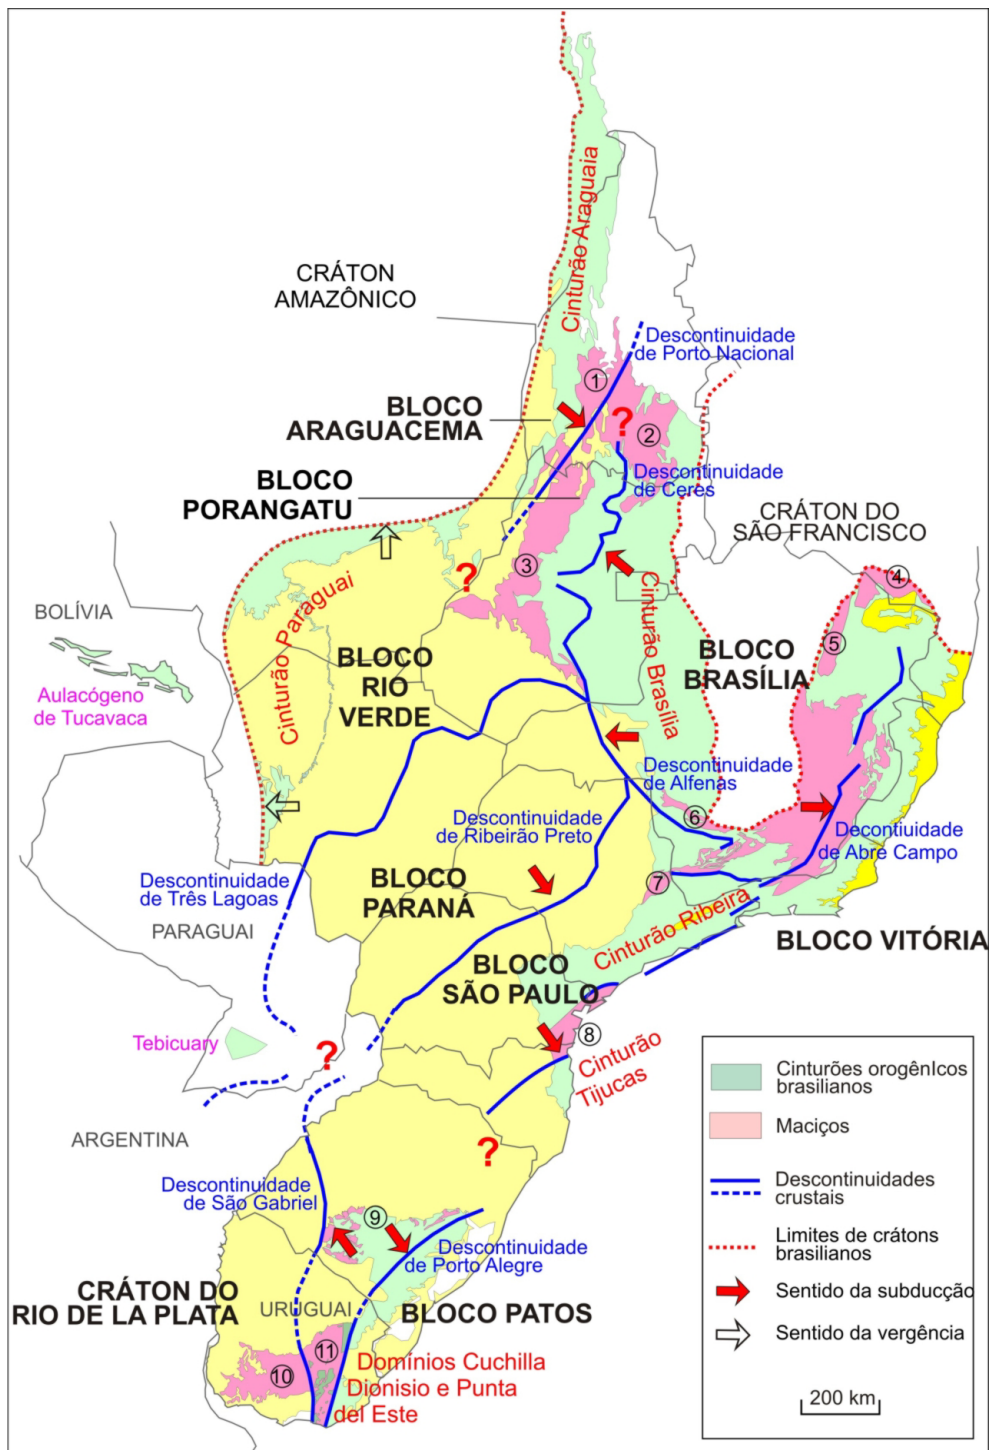 Cinturão Araguaia
CRÁTON
AMAZÔNICO
Descontinuidade
de Porto Nacional
1
BLOCO
ARAGUACEMA
?
2
BLOCO
PORANGATU
Descontinuidade
de Ceres
CRÁTON DO
SÃO FRANCISCO
3
?
4
BOLÍVIA
Cinturão Paraguai
Cinturão Brasília
5
BLOCO
RIO
VERDE
BLOCO
BRASÍLIA
Aulacógeno
de Tucavaca
Descontinuidade
de Alfenas
Descontinuidade
de Ribeirão Preto
6
Decontiuidade
de Abre Campo
Descontinuidade
de Três Lagoas
BLOCO
PARANÁ
7
PARAGUAI
Cinturão Ribeira
BLOCO VITÓRIA
BLOCO
SÃO PAULO
Tebicuary
?
8
Cinturão
Tijucas
ARGENTINA
?
Descontinuidade
de São Gabriel
9
Descontinuidade
de Porto Alegre
CRÁTON DO
RIO DE LA PLATA
URUGUAI
BLOCO PATOS
10
11
Domínios Cuchilla
Dionisio e Punta
del Este
Cinturões orogênIcos
brasilianos
Maciços
Descontinuidades
crustais
Limites de crátons
brasilianos
Sentido da subducção
Sentido da vergência
200 km